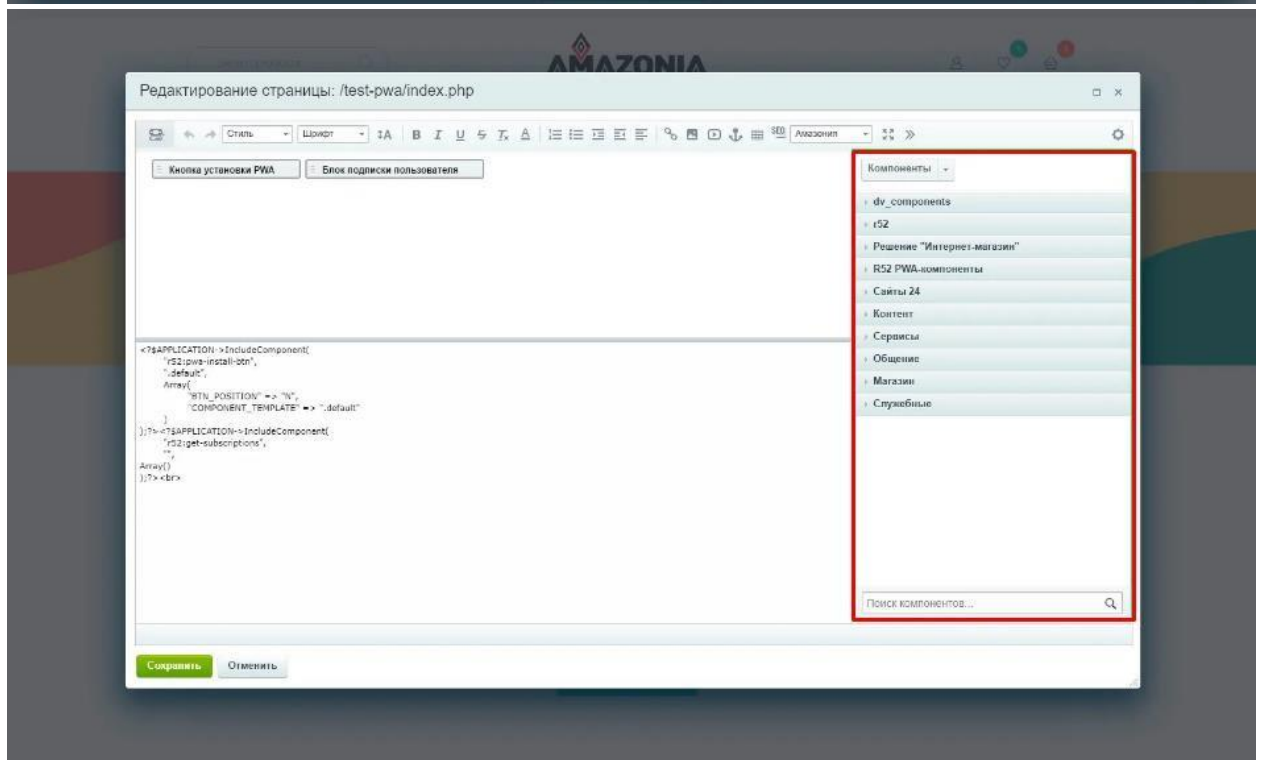 AMAZONIA
Редактирование страницы: /test-pwa/index.php
Стиль Шрифт B I U SEO Амазония
Кнопка установки PWA Блок подписки пользователя
Компоненты
dv_components
r52
Решение "Интернет-магазин"
R52 PWA-компоненты
Сайты 24
Контент
Сервисы
Общение
Магазин
Служебные
<?$APPLICATION->IncludeComponent(
"r52:pwa-install-btn",
".default",
Array(
"BTN_POSITION" => "N",
"COMPONENT_TEMPLATE" => ".default"
)
);?><?$APPLICATION->IncludeComponent(
"r52:get-subscriptions",
"",
Array()
);?><br>
Поиск компонентов...
Сохранить Отменить